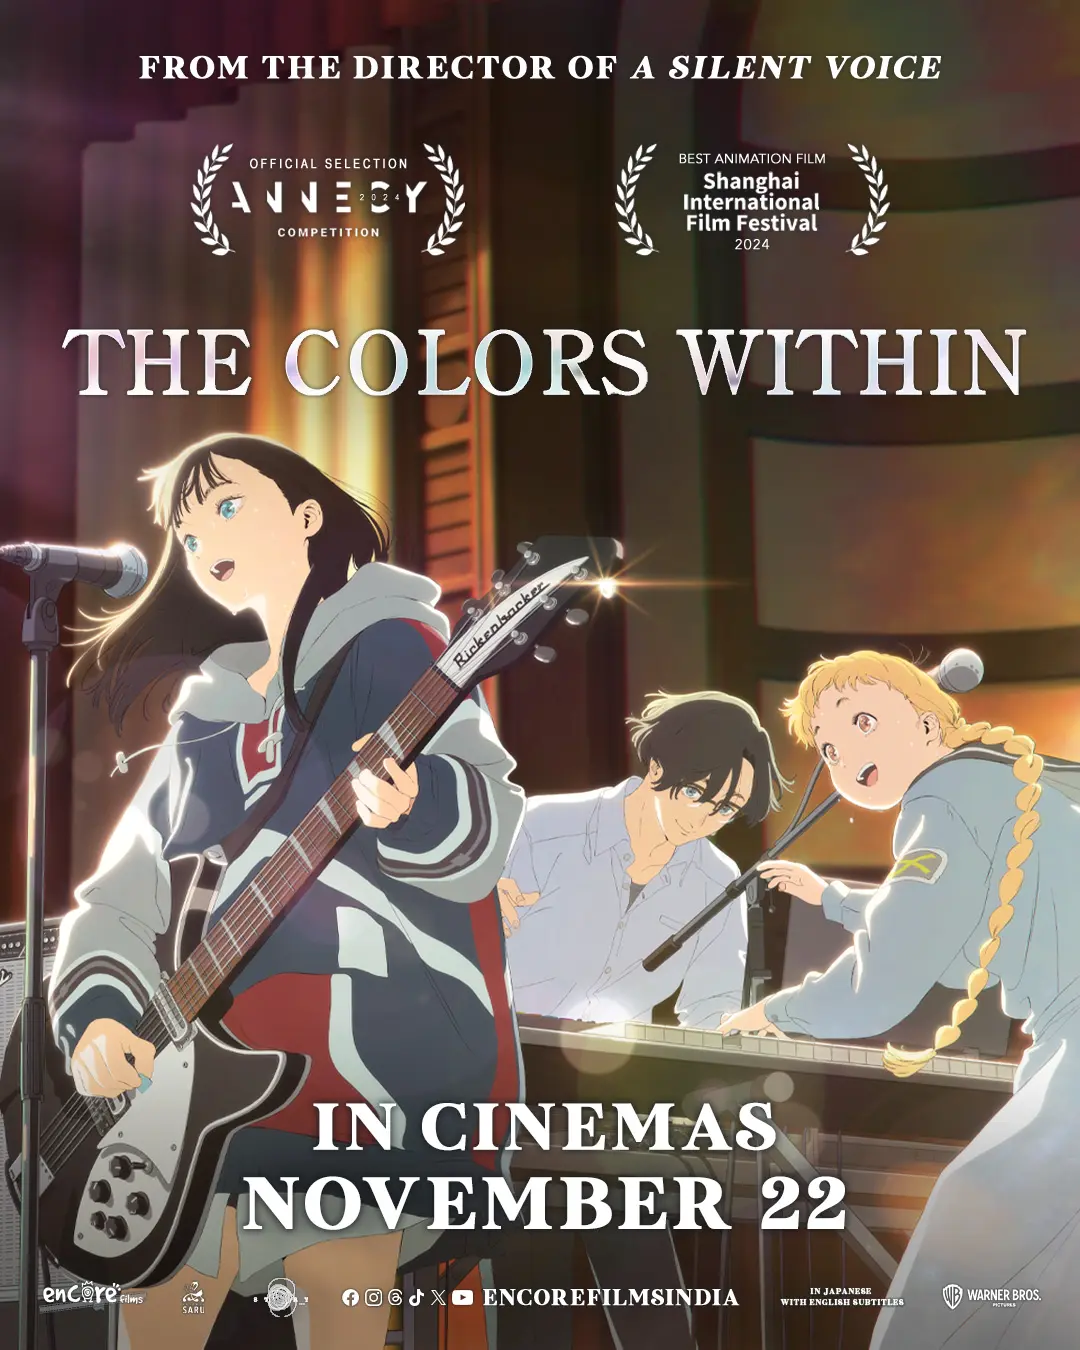 FROM THE DIRECTOR OF A SILENT VOICE
OFFICIAL SELECTION
ANNECY
2024
COMPETITION
BEST ANIMATION FILM
Shanghai
International
Film Festival
2024
THE COLORS WITHIN
Rickenbacker
IN CINEMAS
NOVEMBER 22
encore films
SARU
ENCOREFILMSINDIA
IN JAPANESE
WITH ENGLISH SUBTITLES
WB
WARNER BROS.
PICTURES